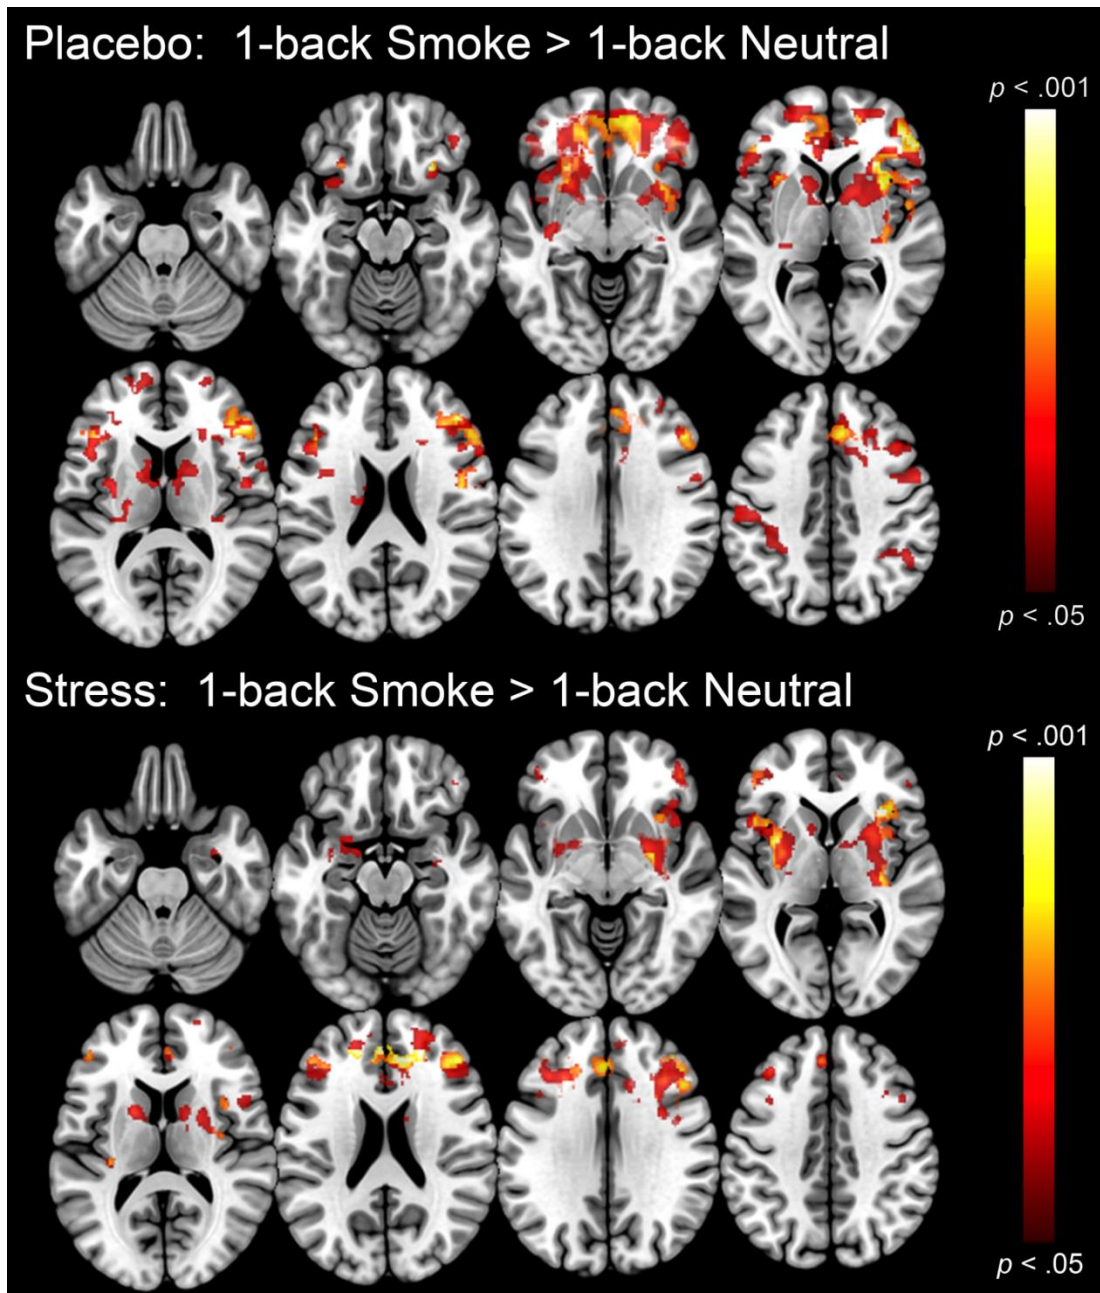 Placebo: 1-back Smoke > 1-back Neutral
p < .001
p < .05
Stress: 1-back Smoke > 1-back Neutral
p < .001
p < .05